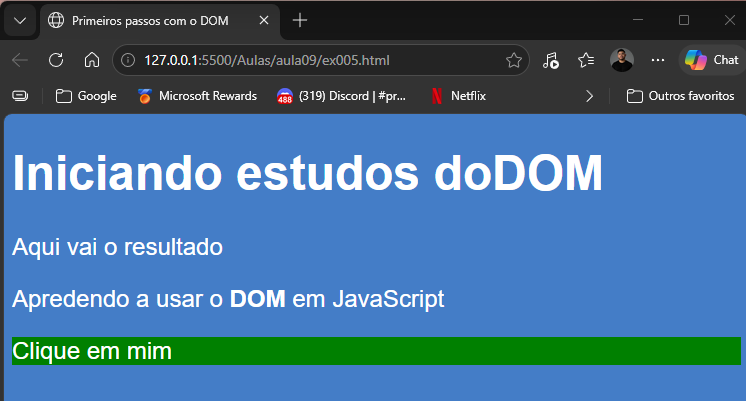 Primeiros passos com o DOM
127.0.0.1:5500/Aulas/aula09/ex005.html
Chat
Google
Microsoft Rewards
488
(319) Discord | #pr...
Netflix
Outros favoritos
Iniciando estudos doDOM
Aqui vai o resultado
Apredendo a usar o DOM em JavaScript
Clique em mim